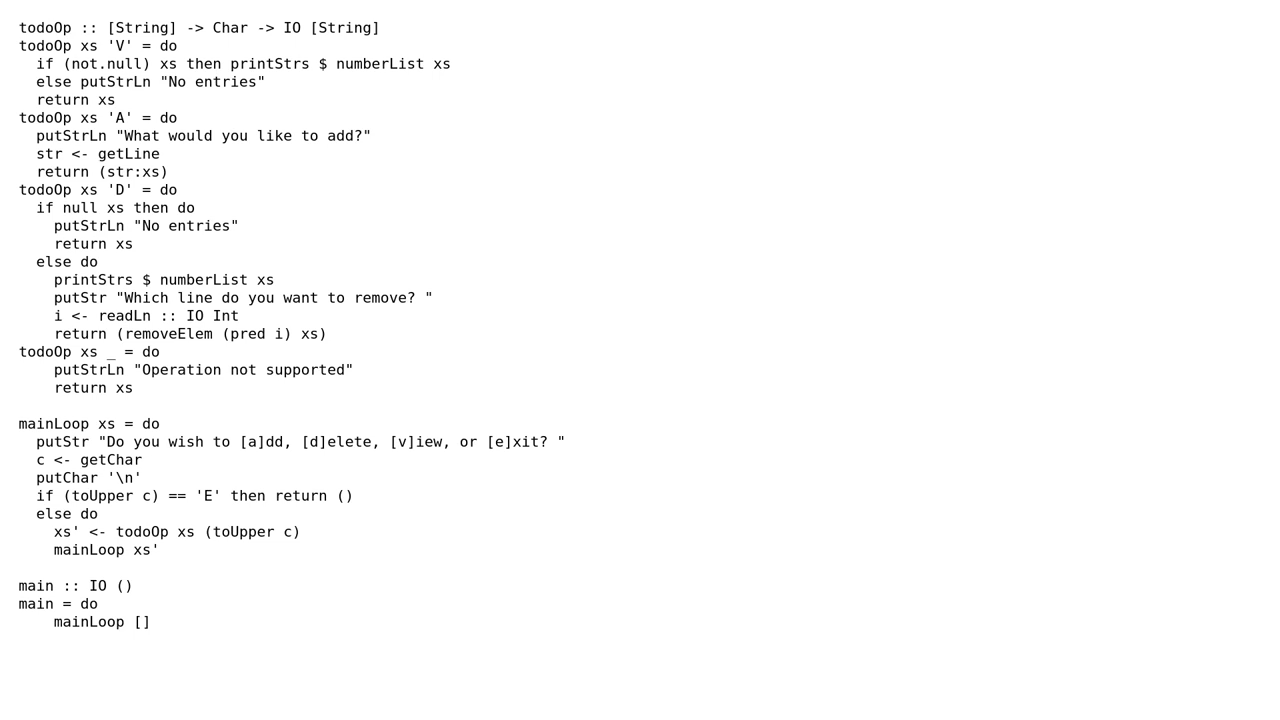 todoOp :: [String] -> Char -> IO [String]
todoOp xs 'V' = do
  if (not.null) xs then printStrs $ numberList xs
  else putStrLn "No entries"
  return xs
todoOp xs 'A' = do
  putStrLn "What would you like to add?"
  str <- getLine
  return (str:xs)
todoOp xs 'D' = do
  if null xs then do
    putStrLn "No entries"
    return xs
  else do
    printStrs $ numberList xs
    putStr "Which line do you want to remove? "
    i <- readLn :: IO Int
    return (removeElem (pred i) xs)
todoOp xs _ = do
    putStrLn "Operation not supported"
    return xs

mainLoop xs = do
  putStr "Do you wish to [a]dd, [d]elete, [v]iew, or [e]xit? "
  c <- getChar
  putChar '\n'
  if (toUpper c) == 'E' then return ()
  else do
    xs' <- todoOp xs (toUpper c)
    mainLoop xs'

main :: IO ()
main = do
    mainLoop []